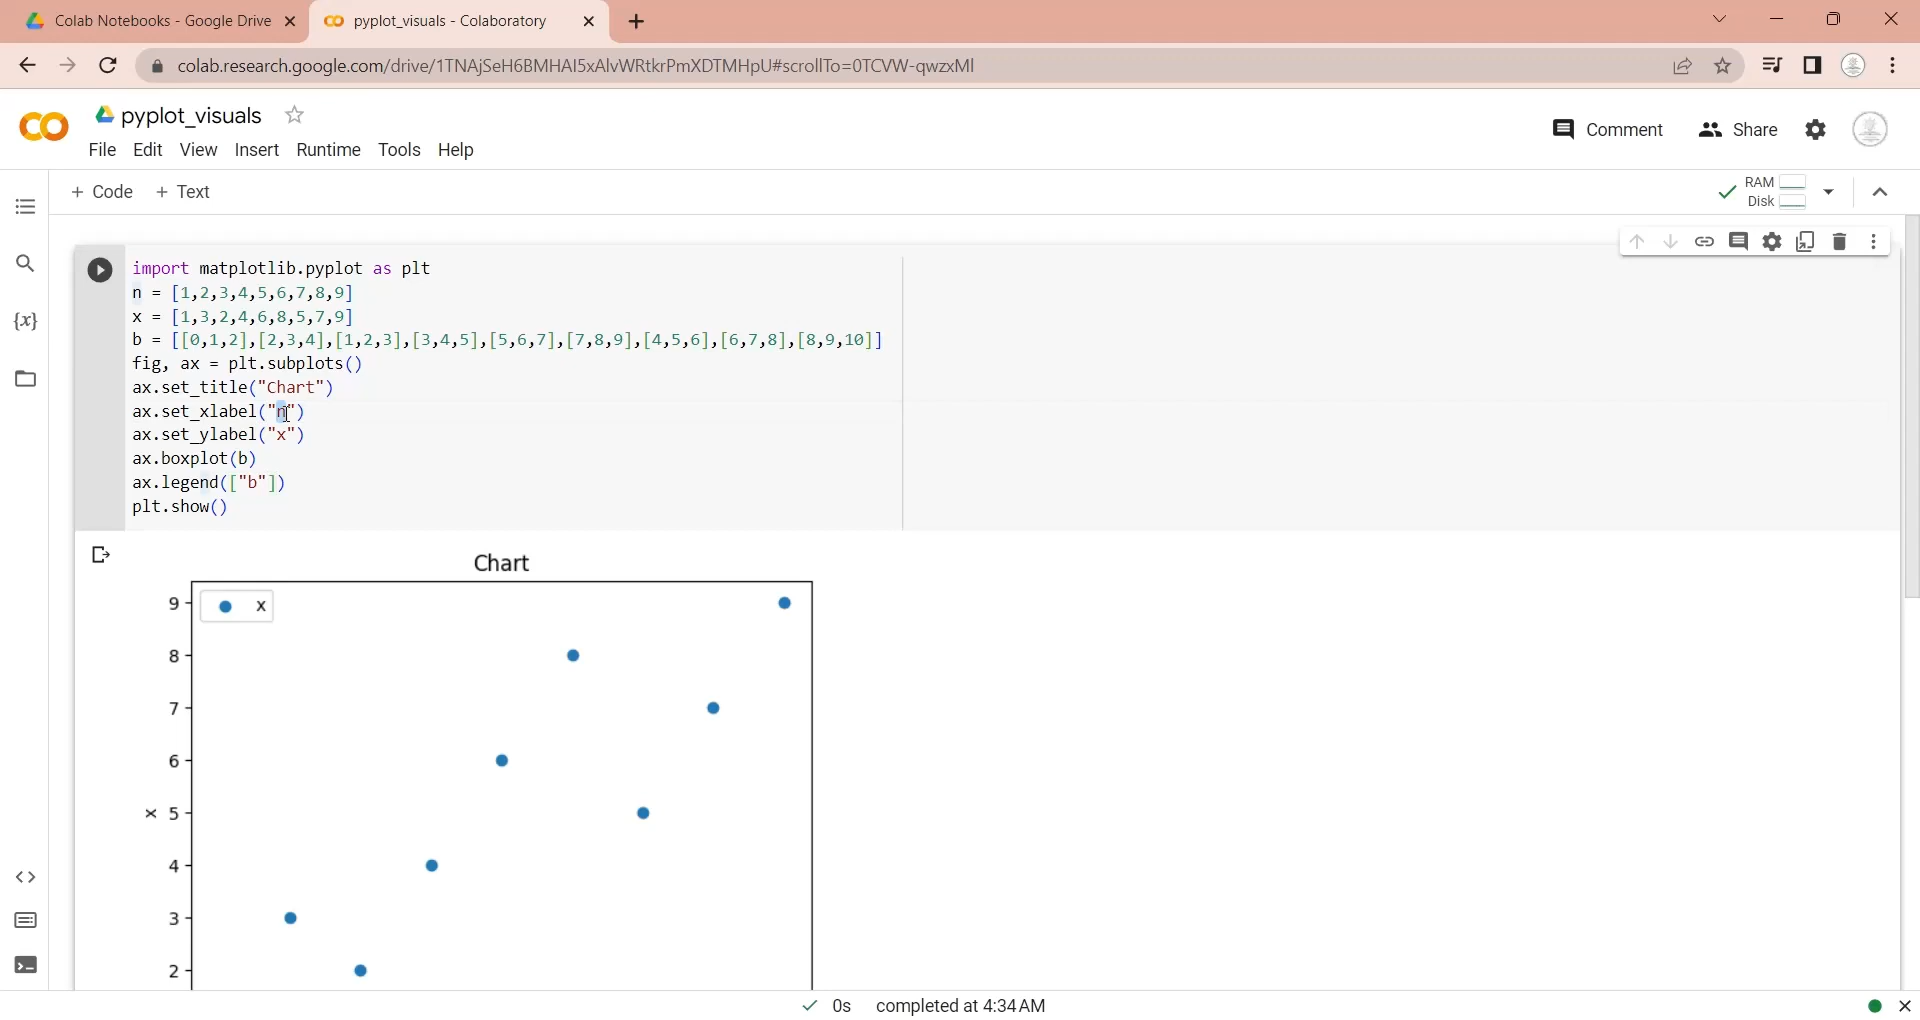 Colab Notebooks - Google Drive
pyplot_visuals - Colaboratory
colab.research.google.com/drive/1TNAjSeH6BMHAI5xAlvWRtkrPmXDTMHpU#scrollTo=0TCVW-qwzxMl
pyplot_visuals
Comment
Share
File Edit View Insert Runtime Tools Help
+ Code + Text
RAM
Disk
import matplotlib.pyplot as plt
n = [1,2,3,4,5,6,7,8,9]
x = [1,3,2,4,6,8,5,7,9]
b = [[0,1,2],[2,3,4],[1,2,3],[3,4,5],[5,6,7],[7,8,9],[4,5,6],[6,7,8],[8,9,10]]
fig, ax = plt.subplots()
ax.set_title("Chart")
ax.set_xlabel("n")
ax.set_ylabel("x")
ax.boxplot(b)
ax.legend(["b"])
plt.show()
Chart
x
9
8
7
6
x
5
4
3
2
0s completed at 4:34 AM
{x}